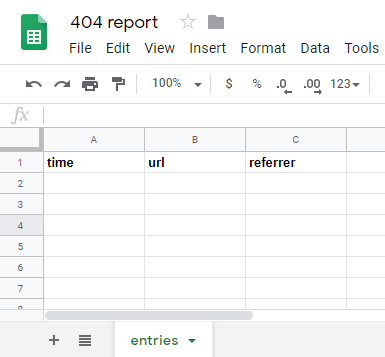 404 report
File Edit View Insert Format Data Tools
100% $ % .0 .00 123
fx
A B C
1 time url referrer
2
3
4
5
6
7
entries